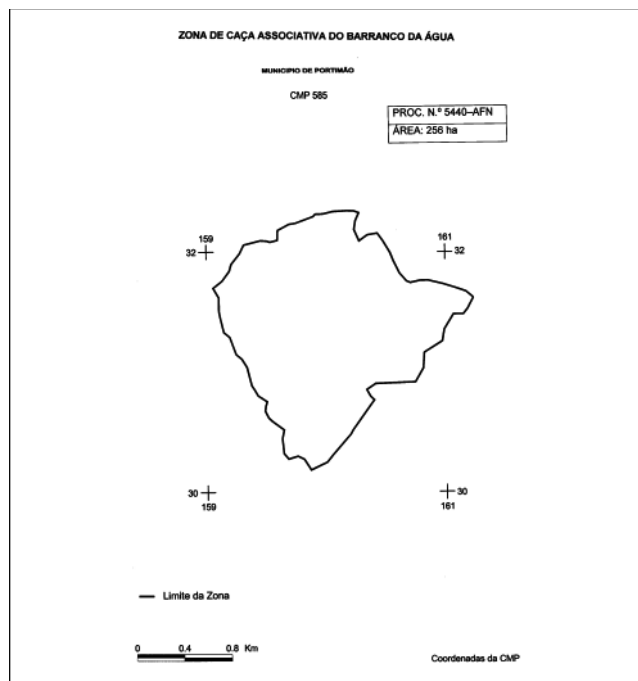 ZONA DE CAÇA ASSOCIATIVA DO BARRANCO DA ÁGUA
MUNICIPIO DE PORTIMÃO
CMP 585
PROC. N.º 5440–AFN
ÁREA: 256 ha
159
32
161
32
30
159
30
161
Limite da Zona
0 0.4 0.8 Km
Coordenadas da CMP